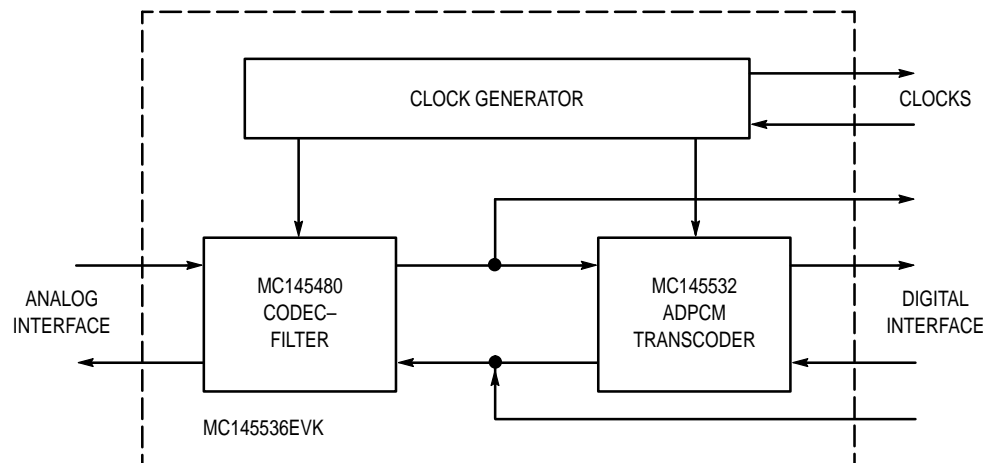 CLOCK GENERATOR
CLOCKS
ANALOG
INTERFACE
MC145480
CODEC–
FILTER
MC145532
ADPCM
TRANSCODER
DIGITAL
INTERFACE
MC145536EVK